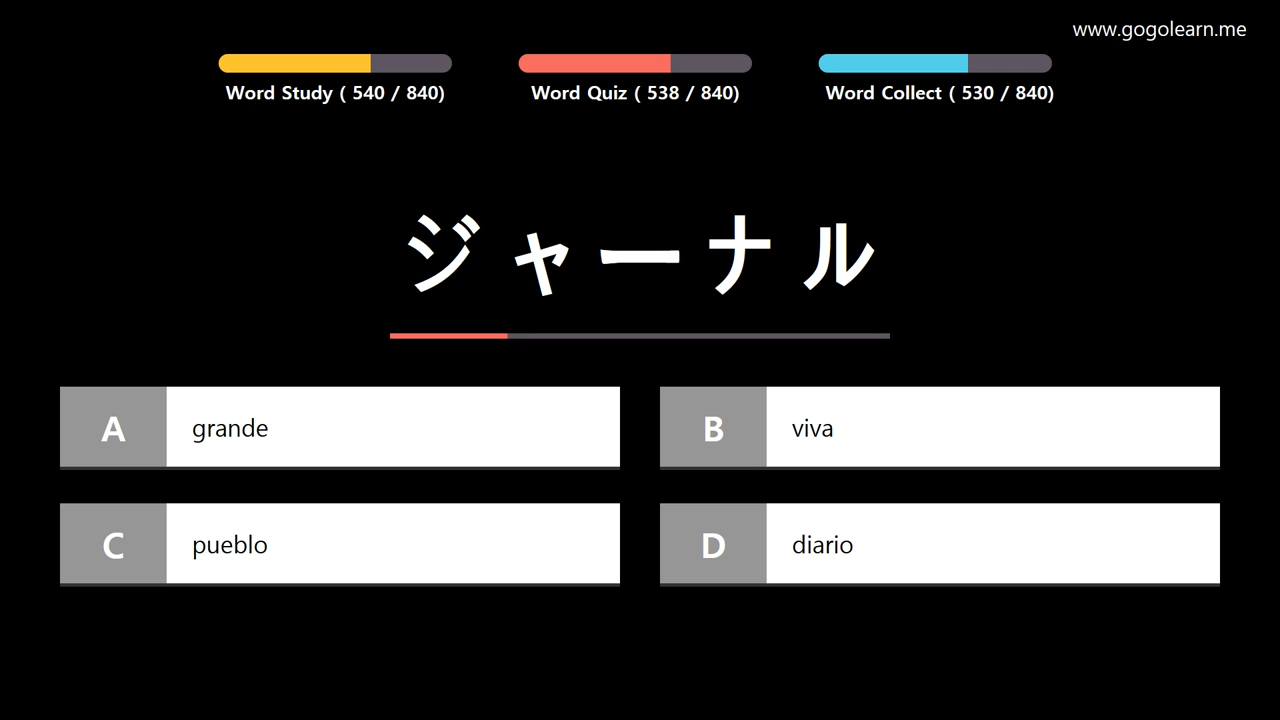 www.gogolearn.me
Word Study ( 540 / 840)
Word Quiz ( 538 / 840)
Word Collect ( 530 / 840)
ジャーナル
A grande
B viva
C pueblo
D diario